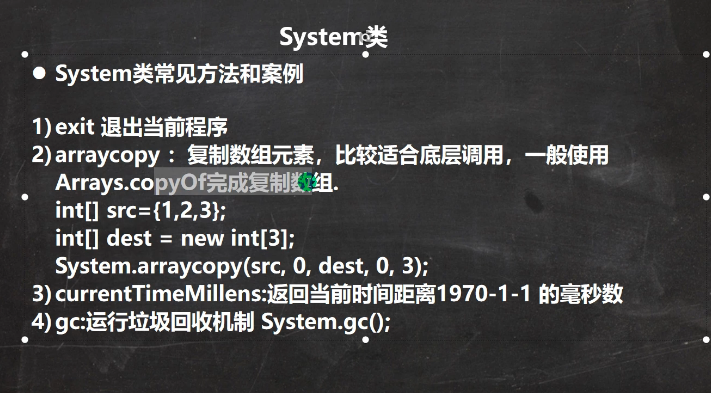 System类
● System类常见方法和案例
1) exit 退出当前程序
2) arraycopy ：复制数组元素，比较适合底层调用，一般使用
Arrays.copyOf完成复制数组.
int[] src={1,2,3};
int[] dest = new int[3];
System.arraycopy(src, 0, dest, 0, 3);
3) currentTimeMillens:返回当前时间距离1970-1-1 的毫秒数
4) gc:运行垃圾回收机制 System.gc();